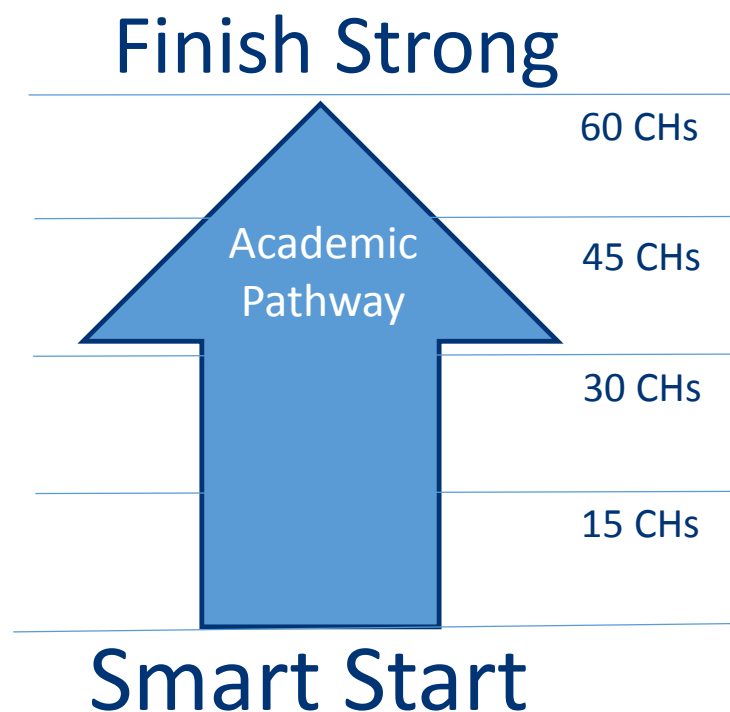 Finish Strong
60 CHs
Academic
Pathway
45 CHs
30 CHs
15 CHs
Smart Start